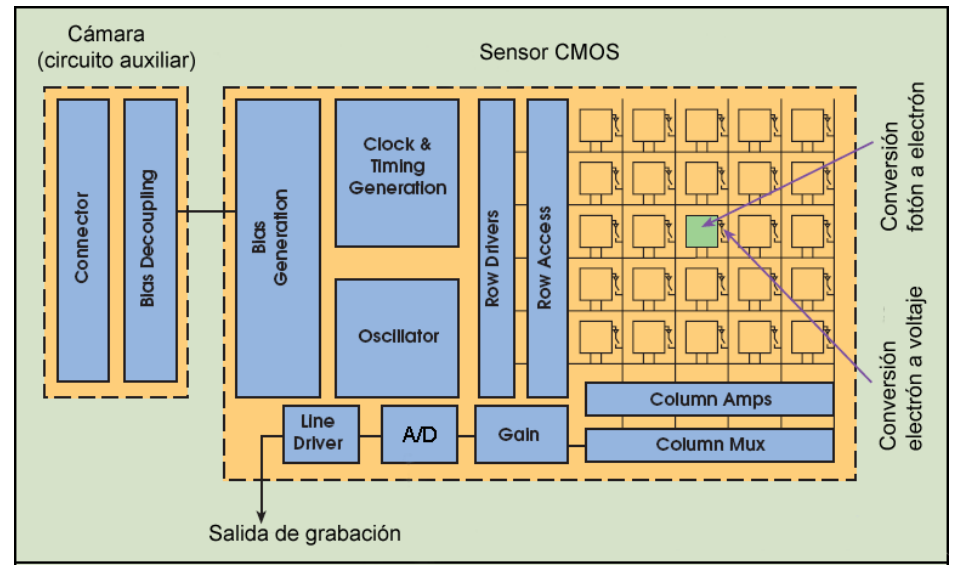 Cámara
(circuito auxiliar)
Sensor CMOS
Connector
Bias Decoupling
Bias
Generation
Clock &
Timing
Generation
Oscillator
Row Drivers
Row Access
Conversión
fotón a electrón
Conversión
electrón a voltaje
Column Amps
Column Mux
Line
Driver
A/D
Gain
Salida de grabación